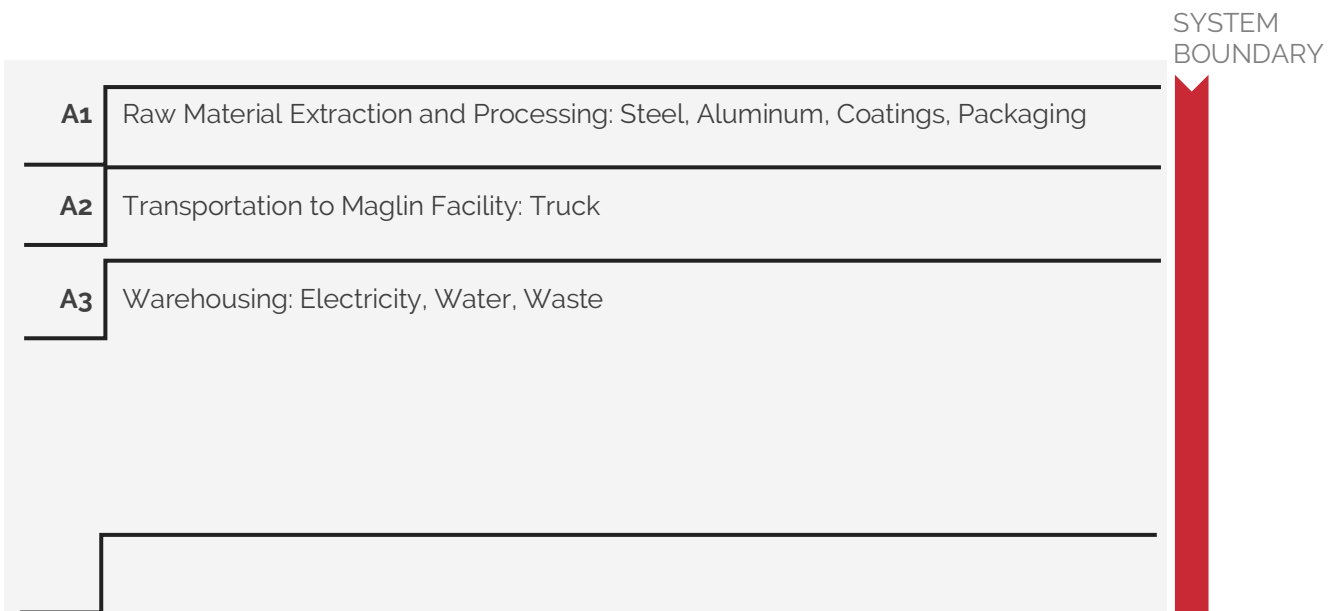 SYSTEM
BOUNDARY
A1 Raw Material Extraction and Processing: Steel, Aluminum, Coatings, Packaging
A2 Transportation to Maglin Facility: Truck
A3 Warehousing: Electricity, Water, Waste